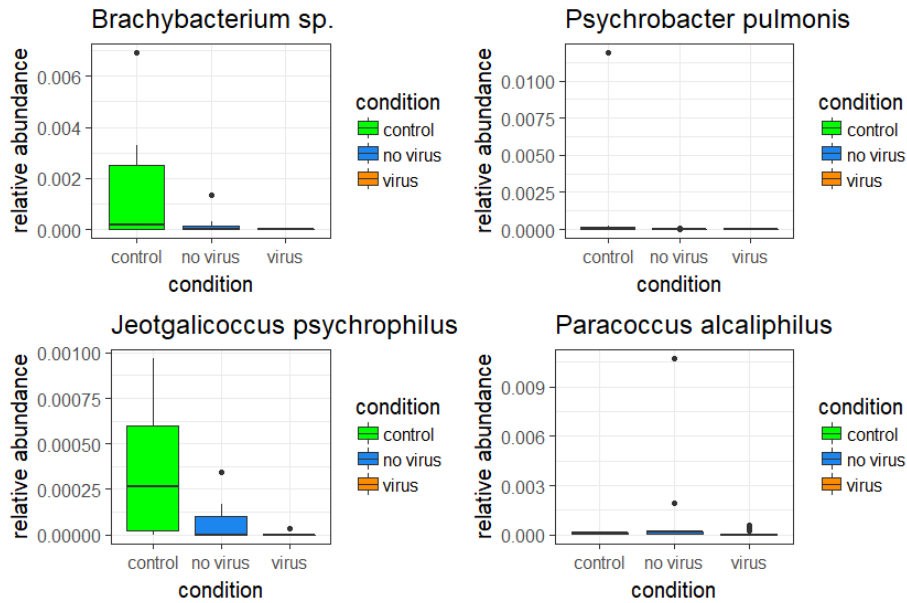 Brachybacterium sp.
relative abundance
0.006
0.004
0.002
0.000
control
no virus
virus
condition
condition
control
no virus
virus
Psychrobacter pulmonis
relative abundance
0.0100
0.0075
0.0050
0.0025
0.0000
control
no virus
virus
condition
condition
control
no virus
virus
Jeotgalicoccus psychrophilus
relative abundance
0.00100
0.00075
0.00050
0.00025
0.00000
control
no virus
virus
condition
condition
control
no virus
virus
Paracoccus alcaliphilus
relative abundance
0.009
0.006
0.003
0.000
control
no virus
virus
condition
condition
control
no virus
virus